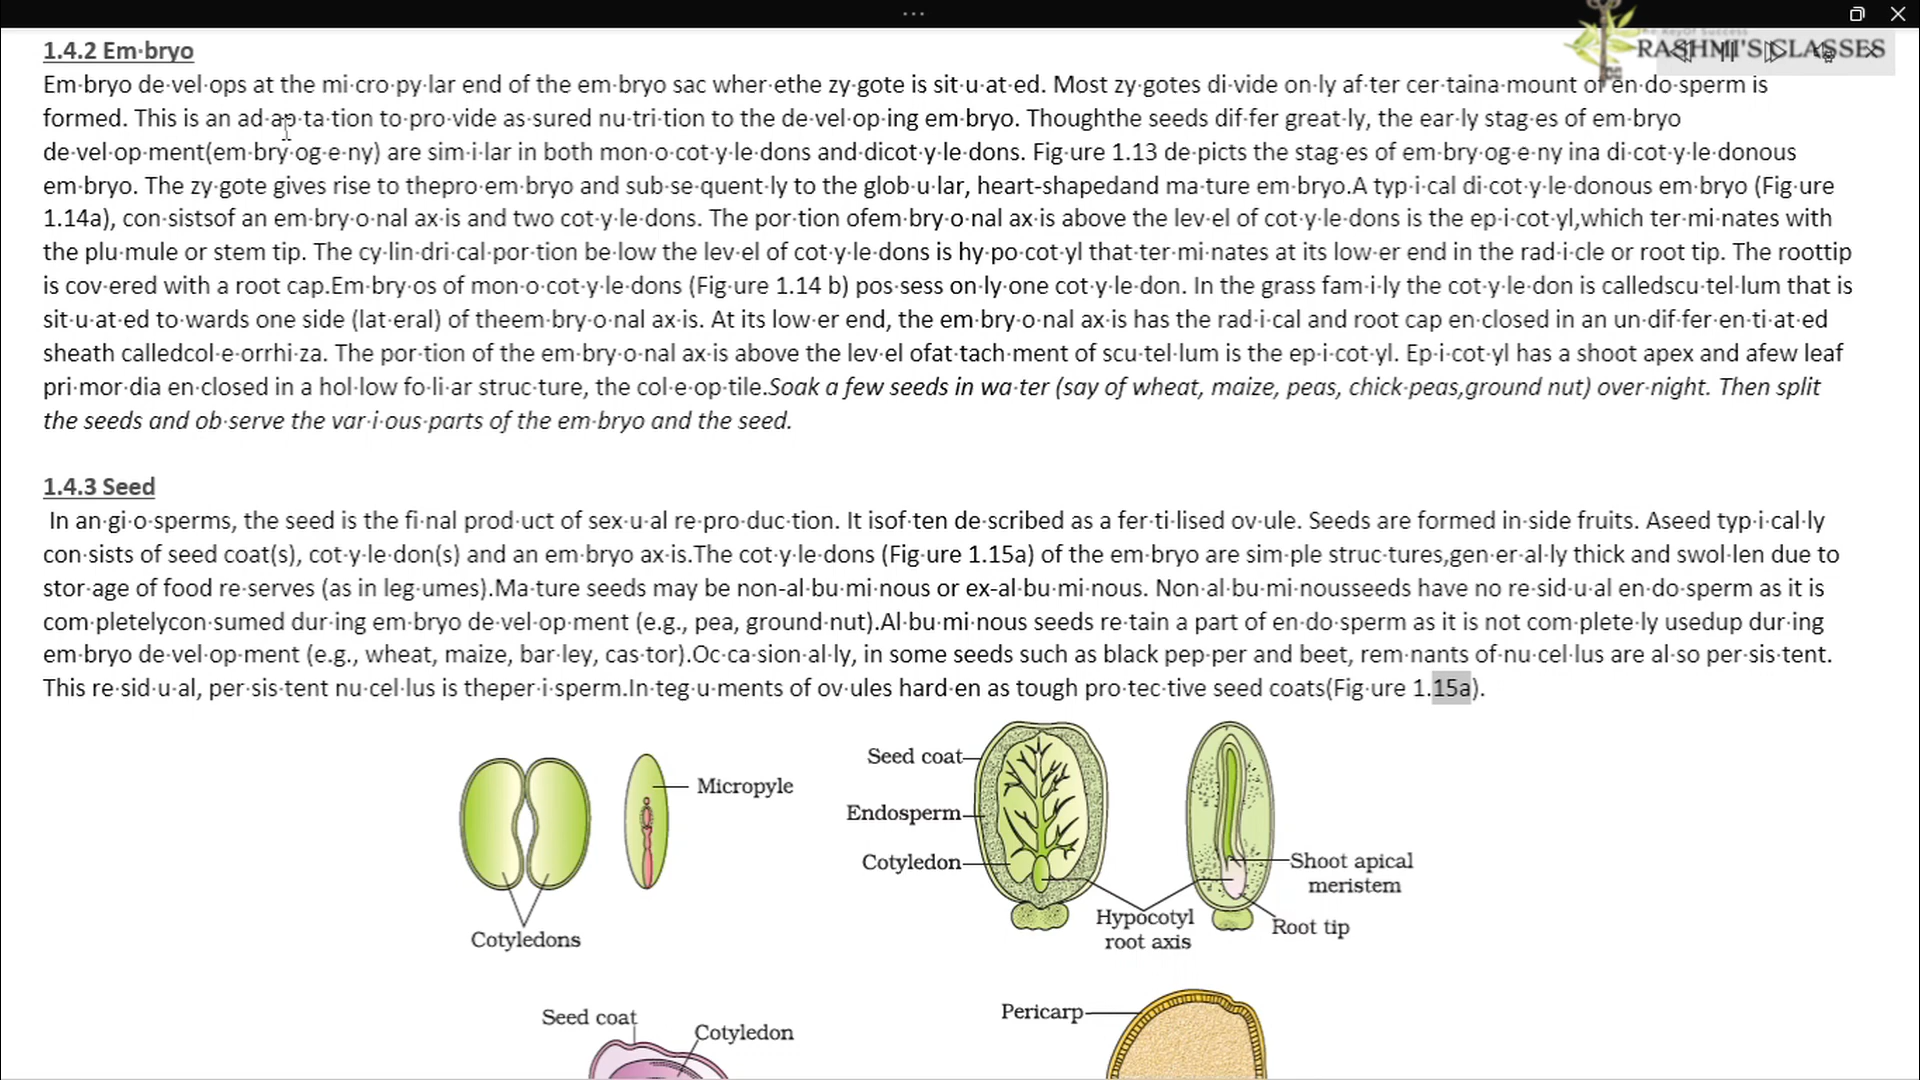 RASHMI'S CLASSES
1.4.2 Em·bryo
Em·bryo de·vel·ops at the mi·cro·py·lar end of the em·bryo sac wher·ethe zy·gote is sit·u·at·ed. Most zy·gotes di·vide on·ly af·ter cer·taina·mount of en·do·sperm is
formed. This is an ad·ap·ta·tion to·pro·vide as·sured nu·tri·tion to the de·vel·op·ing em·bryo. Thoughthe seeds dif·fer great·ly, the ear·ly stag·es of em·bryo
de·vel·op·ment(em·bry·og·e·ny) are sim·i·lar in both mon·o·cot·y·le·dons and·dicot·y·le·dons. Fig·ure 1.13 de·picts the stag·es of em·bry·og·e·ny ina di·cot·y·le·donous
em·bryo. The zy·gote gives rise to thepro·em·bryo and sub·se·quent·ly to the glob·u·lar, heart-shapedand ma·ture em·bryo.A typ·i·cal di·cot·y·le·donous em·bryo (Fig·ure
1.14a), con·sistsof an em·bry·o·nal ax·is and two cot·y·le·dons. The por·tion ofem·bry·o·nal ax·is above the lev·el of cot·y·le·dons is the ep·i·cot·yl,which ter·mi·nates with
the plu·mule or stem tip. The cy·lin·dri·cal·por·tion be·low the lev·el of cot·y·le·dons is hy·po·cot·yl that·ter·mi·nates at its low·er end in the rad·i·cle or root tip. The roottip
is cov·ered with a root cap.Em·bry·os of mon·o·cot·y·le·dons (Fig·ure 1.14 b) pos·sess on·ly·one cot·y·le·don. In the grass fam·i·ly the cot·y·le·don is calledscu·tel·lum that is
sit·u·at·ed to·wards one side (lat·eral) of theem·bry·o·nal ax·is. At its low·er end, the em·bry·o·nal ax·is has the rad·i·cal and root cap en·closed in an un·dif·fer·en·ti·at·ed
sheath calledcol·e·orrhi·za. The por·tion of the em·bry·o·nal ax·is above the lev·el ofat·tach·ment of scu·tel·lum is the ep·i·cot·yl. Ep·i·cot·yl has a shoot apex and afew leaf
pri·mor·dia en·closed in a hol·low fo·li·ar struc·ture, the col·e·op·tile.Soak a few seeds in wa·ter (say of wheat, maize, peas, chick·peas,ground nut) over·night. Then split
the seeds and ob·serve the var·i·ous·parts of the em·bryo and the seed.
1.4.3 Seed
In an·gi·o·sperms, the seed is the fi·nal prod·uct of sex·u·al re·pro·duc·tion. It isof·ten de·scribed as a fer·ti·lised ov·ule. Seeds are formed in·side fruits. Aseed typ·i·cal·ly
con·sists of seed coat(s), cot·y·le·don(s) and an em·bryo ax·is.The cot·y·le·dons (Fig·ure 1.15a) of the em·bryo are sim·ple struc·tures,gen·er·al·ly thick and swol·len due to
stor·age of food re·serves (as in leg·umes).Ma·ture seeds may be non-al·bu·mi·nous or ex-al·bu·mi·nous. Non·al·bu·mi·nousseeds have no re·sid·u·al en·do·sperm as it is
com·pletelycon·sumed dur·ing em·bryo de·vel·op·ment (e.g., pea, ground·nut).Al·bu·mi·nous seeds re·tain a part of en·do·sperm as it is not com·plete·ly usedup dur·ing
em·bryo de·vel·op·ment (e.g., wheat, maize, bar·ley, cas·tor).Oc·ca·sion·al·ly, in some seeds such as black pep·per and beet, rem·nants of·nu·cel·lus are al·so per·sis·tent.
This re·sid·u·al, per·sis·tent nu·cel·lus is theper·i·sperm.In·teg·u·ments of ov·ules hard·en as tough pro·tec·tive seed coats(Fig·ure 1.15a).
Micropyle
Cotyledons
Seed coat
Endosperm
Cotyledon
Hypocotyl
root axis
Shoot apical
meristem
Root tip
Seed coat
Cotyledon
Pericarp